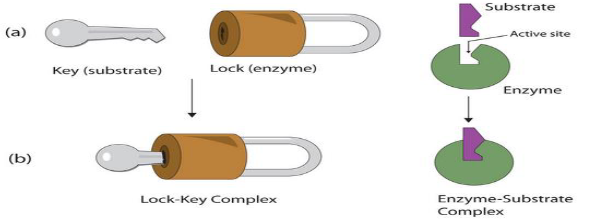 Substrate
(a)
Active site
Key (substrate)
Lock (enzyme)
Enzyme
(b)
Lock-Key Complex
Enzyme-Substrate
Complex